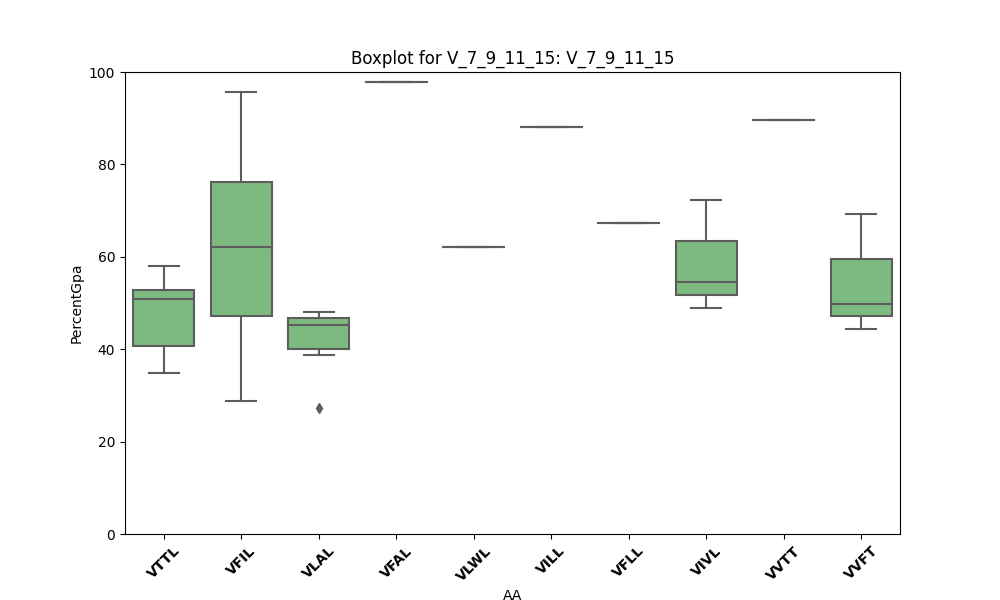 Boxplot for V_7_9_11_15: V_7_9_11_15
PercentGpa
100
80
60
40
20
0
VTTL
VFIL
VLAL
VFAL
VLWL
VILL
VFLL
VIVL
VVTT
VVFT
AA